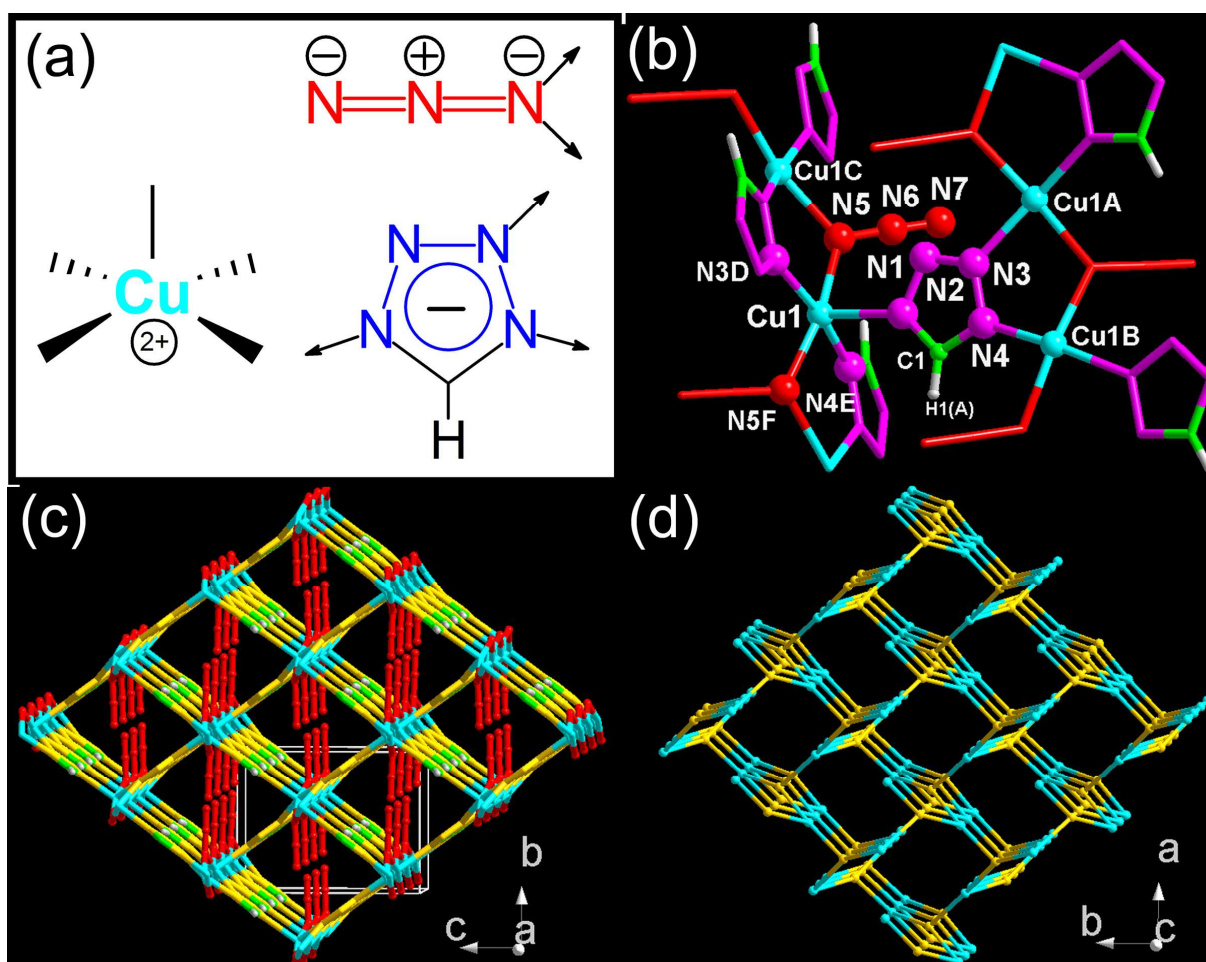 (a)
⊖ ⊕ ⊖
N=N=N
Cu
2+
N N
−
N N
H
(b)
Cu1C
N5 N6 N7
Cu1A
N3D
N1
N2
N3
Cu1
C1
N4
Cu1B
H1(A)
N5F
N4E
(c)
b
c a
(d)
a
b c